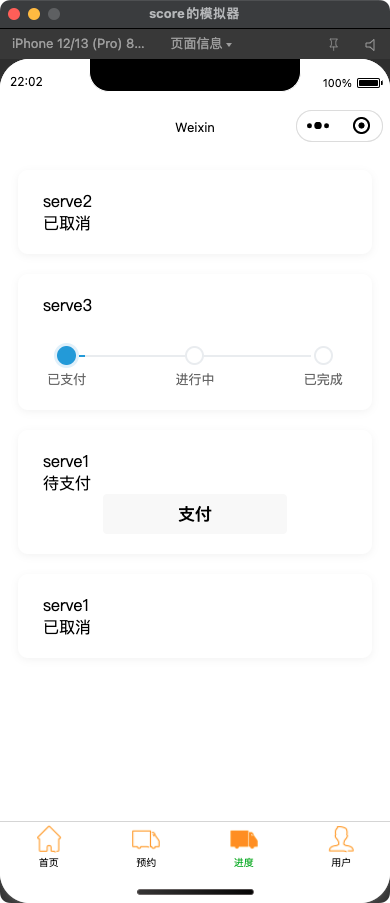 score的模拟器
iPhone 12/13 (Pro) 8... 页面信息
22:02 100%
Weixin
serve2
已取消
serve3
已支付 进行中 已完成
serve1
待支付
支付
serve1
已取消
首页 预约 进度 用户